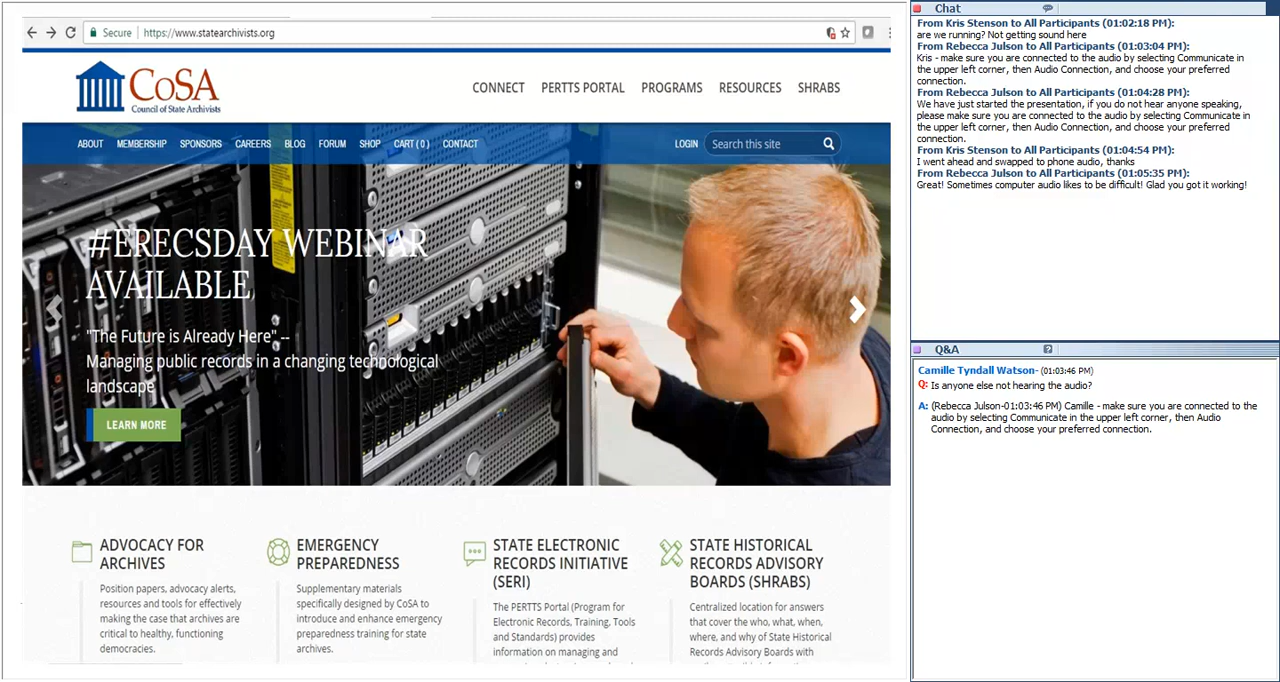 Secure
https://www.statearchivists.org
CoSA
Council of State Archivists
CONNECT PERTTS PORTAL PROGRAMS RESOURCES SHRABS
ABOUT MEMBERSHIP SPONSORS CAREERS BLOG FORUM SHOP CART ( 0 ) CONTACT LOGIN Search this site
#ERECSDAY WEBINAR
AVAILABLE
"The Future is Already Here" --
Managing public records in a changing technological
landscape
LEARN MORE
ADVOCACY FOR
ARCHIVES
Position papers, advocacy alerts,
resources and tools for effectively
making the case that archives are
critical to healthy, functioning
democracies.
EMERGENCY
PREPAREDNESS
Supplementary materials
specifically designed by CoSA to
introduce and enhance emergency
preparedness training for state
archives.
STATE ELECTRONIC
RECORDS INITIATIVE
(SERI)
The PERTTS Portal (Program for
Electronic Records, Training, Tools
and Standards) provides
information on managing and
STATE HISTORICAL
RECORDS ADVISORY
BOARDS (SHRABS)
Centralized location for answers
that cover the who, what, when,
where, and why of State Historical
Records Advisory Boards with
Chat
From Kris Stenson to All Participants (01:02:18 PM):
are we running? Not getting sound here
From Rebecca Julson to All Participants (01:03:04 PM):
Kris - make sure you are connected to the audio by selecting Communicate in
the upper left corner, then Audio Connection, and choose your preferred
connection.
From Rebecca Julson to All Participants (01:04:28 PM):
We have just started the presentation, if you do not hear anyone speaking,
please make sure you are connected to the audio by selecting Communicate in
the upper left corner, then Audio Connection, and choose your preferred
connection.
From Kris Stenson to All Participants (01:04:54 PM):
I went ahead and swapped to phone audio, thanks
From Rebecca Julson to All Participants (01:05:35 PM):
Great! Sometimes computer audio likes to be difficult! Glad you got it working!
Q&A
Camille Tyndall Watson- (01:03:46 PM)
Q: Is anyone else not hearing the audio?
A: (Rebecca Julson-01:03:46 PM) Camille - make sure you are connected to the
audio by selecting Communicate in the upper left corner, then Audio
Connection, and choose your preferred connection.